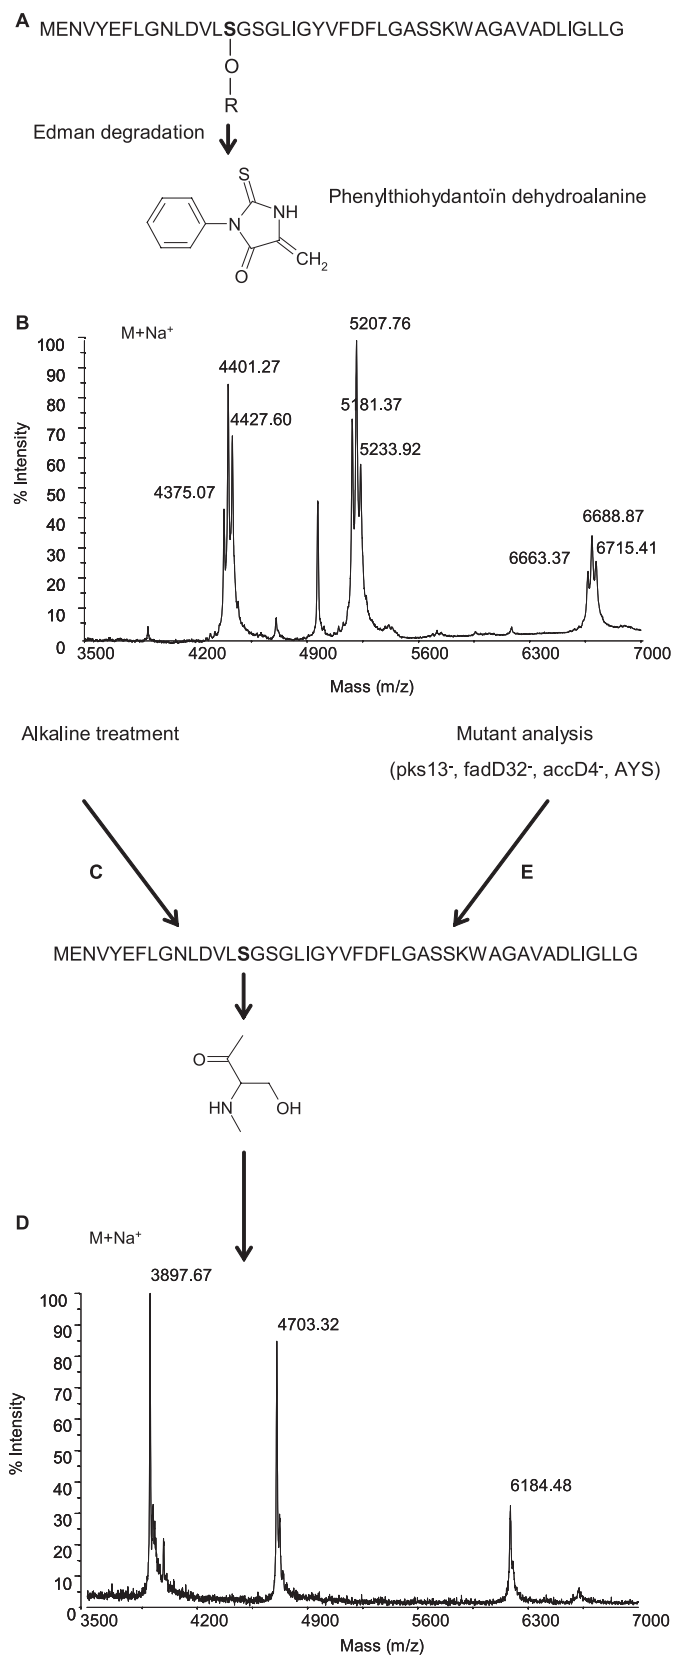 A MENVYEFLGNLDVLSGSGLIGYVFDFLGASSKWAGAVADLIGLLG
O
R
Edman degradation
S
Phenylthiohydantoïn dehydroalanine
NH
N
CH2
O
B
M+Na+
5207.76
100
4401.27
90
5181.37
4427.60
80
70
5233.92
60
4375.07
50
6688.87
40
6663.37 6715.41
30
20
10
0
% Intensity
3500 4200 4900 5600 6300 7000
Mass (m/z)
Alkaline treatment Mutant analysis
(pks13-, fadD32-, accD4-, AYS)
C E
MENVYEFLGNLDVLSGSGLIGYVFDFLGASSKWAGAVADLIGLLG
O
HN OH
D
M+Na+
3897.67
100
4703.32
90
80
70
60
50
40
6184.48
30
20
10
0
% Intensity
3500 4200 4900 5600 6300 7000
Mass (m/z)